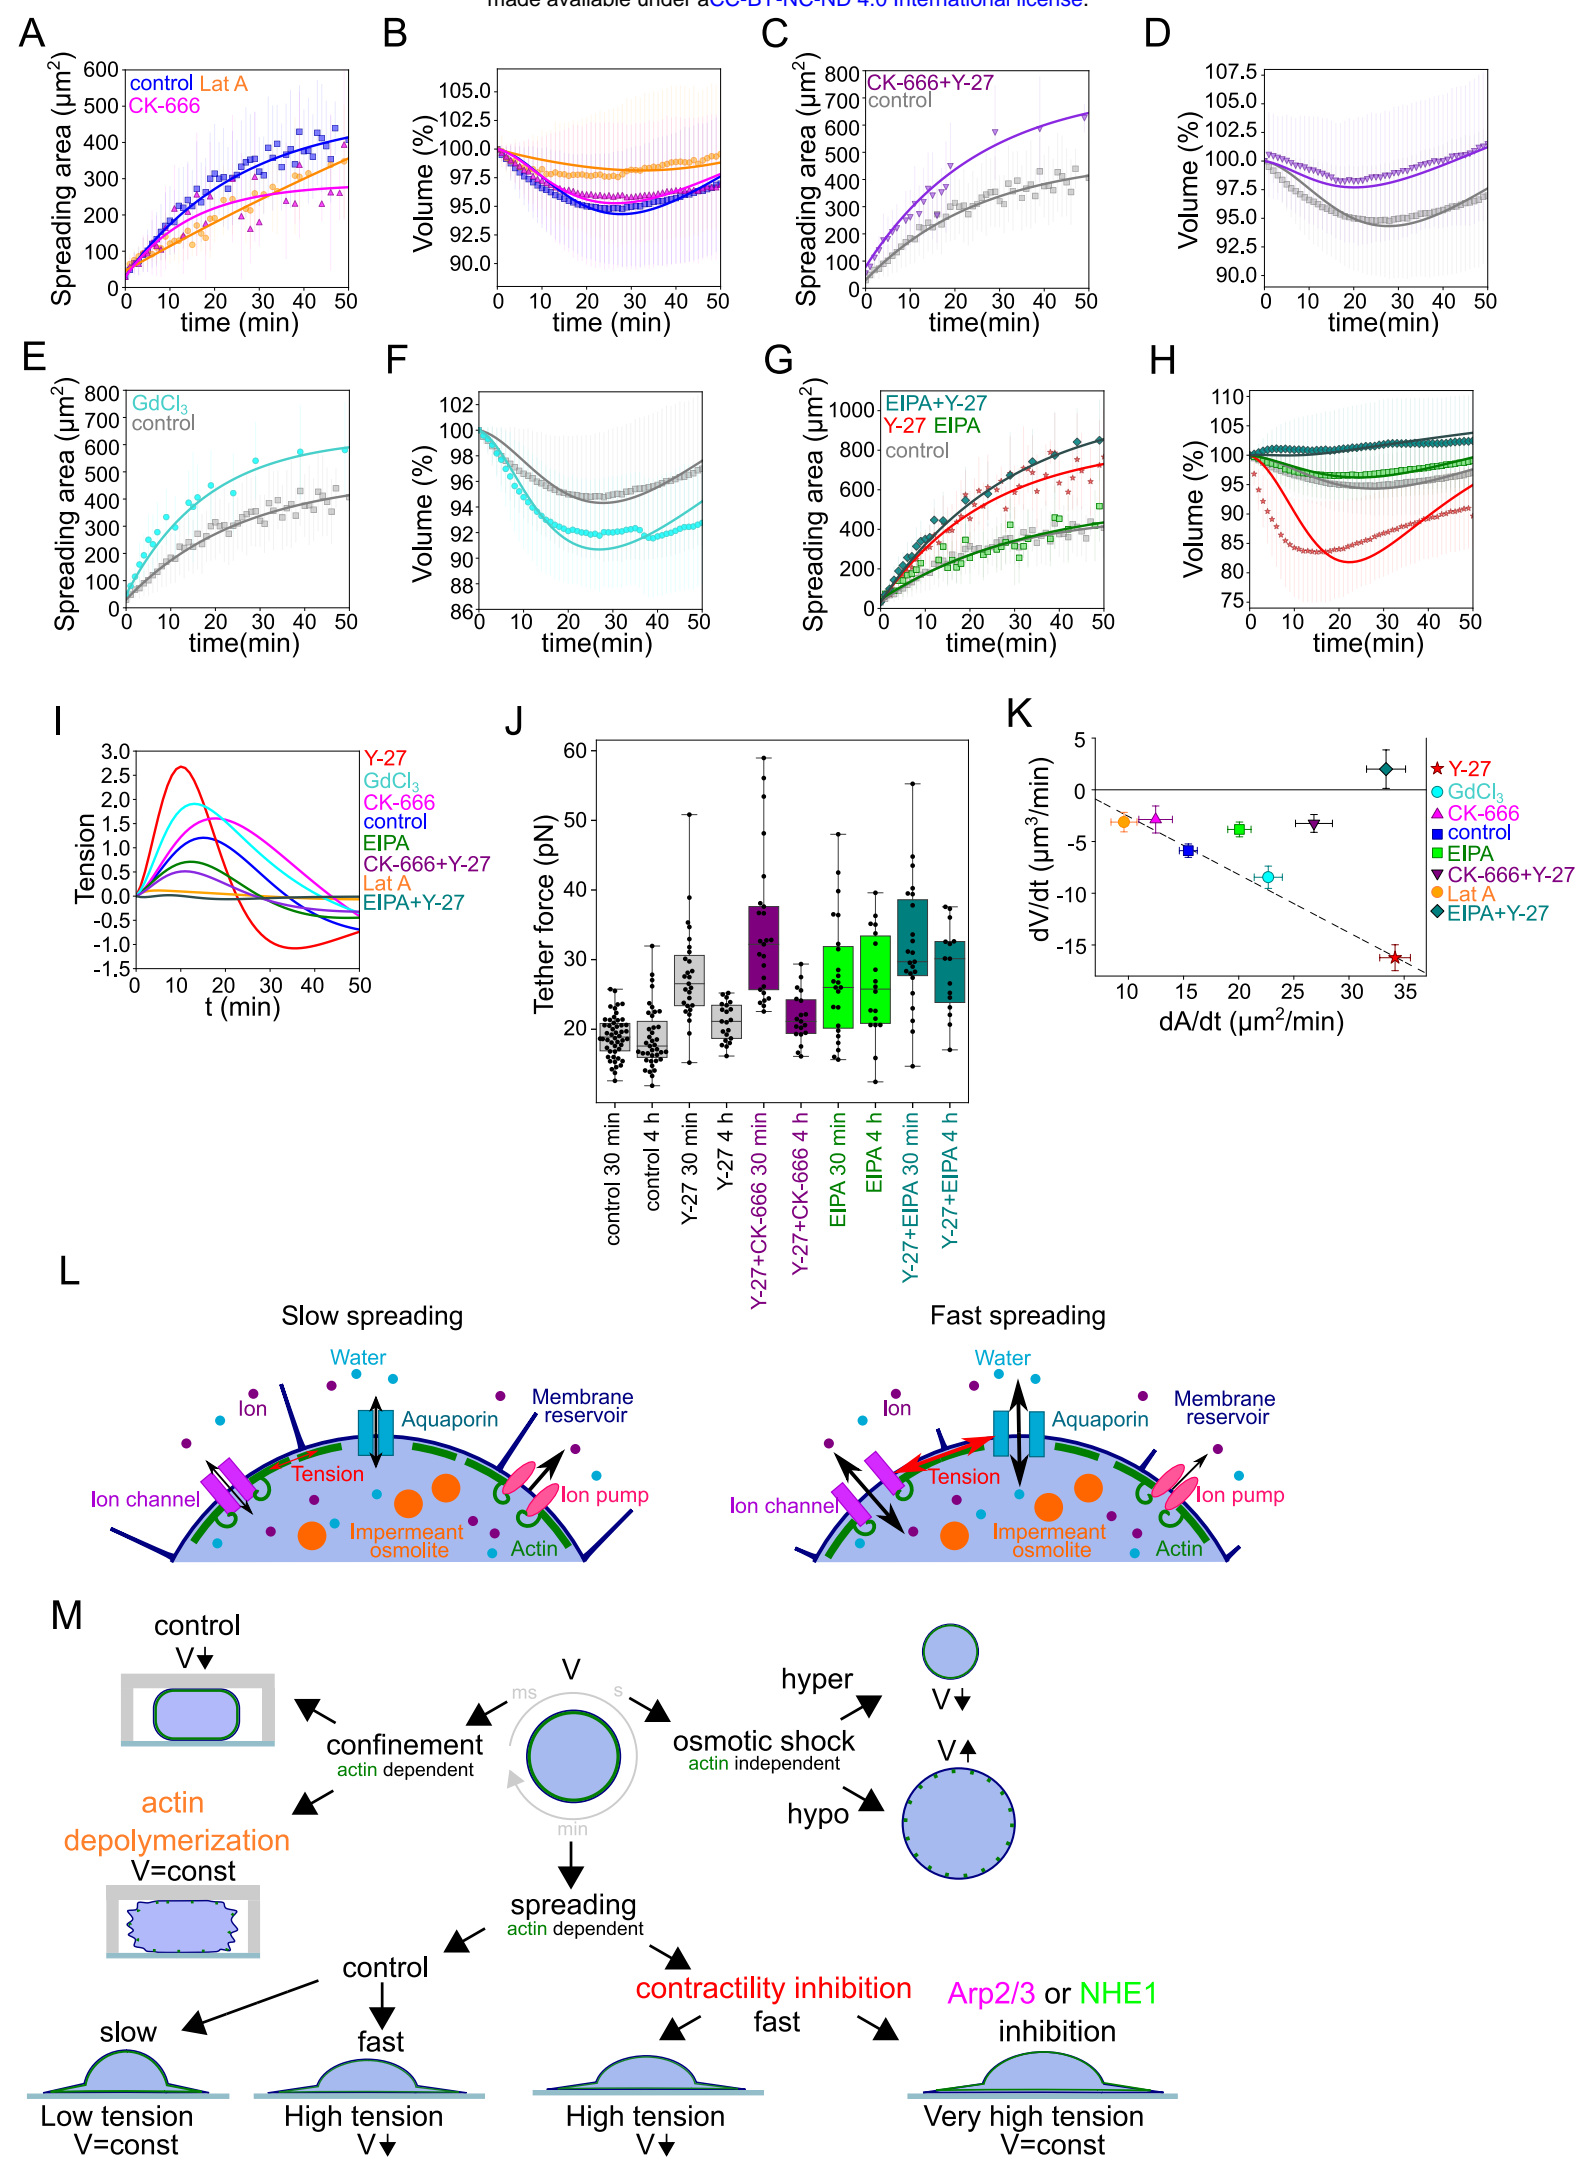 made available under aCC-BY-NC-ND 4.0 International license.
A
Spreading area (µm²)
600
500
400
300
200
100
0
control Lat A
CK-666
0 10 20 30 40 50
time (min)
B
Volume (%)
105.0
102.5
100.0
97.5
95.0
92.5
90.0
0 10 20 30 40 50
time (min)
C
Spreading area (µm²)
800
700
600
500
400
300
200
100
0
CK-666+Y-27
control
0 10 20 30 40 50
time(min)
D
Volume (%)
107.5
105.0
102.5
100.0
97.5
95.0
92.5
90.0
0 10 20 30 40 50
time(min)
E
Spreading area (µm²)
800
700
600
500
400
300
200
100
0
GdCl₃
control
0 10 20 30 40 50
time(min)
F
Volume (%)
102
100
98
96
94
92
90
88
86
0 10 20 30 40 50
time(min)
G
Spreading area (µm²)
1000
800
600
400
200
0
EIPA+Y-27
Y-27 EIPA
control
0 10 20 30 40 50
time(min)
H
Volume (%)
110
105
100
95
90
85
80
75
0 10 20 30 40 50
time(min)
I
Tension
3.0
2.5
2.0
1.5
1.0
0.5
0.0
-0.5
-1.0
-1.5
0 10 20 30 40 50
t (min)
Y-27
GdCl₃
CK-666
control
EIPA
CK-666+Y-27
Lat A
EIPA+Y-27
J
Tether force (pN)
60
50
40
30
20
control 30 min
control 4 h
Y-27 30 min
Y-27 4 h
Y-27+CK-666 30 min
Y-27+CK-666 4 h
EIPA 30 min
EIPA 4 h
Y-27+EIPA 30 min
Y-27+EIPA 4 h
K
dV/dt (µm³/min)
5
0
-5
-10
-15
10 15 20 25 30 35
dA/dt (µm²/min)
Y-27
GdCl₃
CK-666
control
EIPA
CK-666+Y-27
Lat A
EIPA+Y-27
L
Slow spreading
Water
Ion
Membrane
reservoir
Aquaporin
Tension
Ion channel
Ion pump
Impermeant
osmolite
Actin
Fast spreading
Water
Ion
Membrane
reservoir
Aquaporin
Tension
Ion channel
Ion pump
Impermeant
osmolite
Actin
M
control
V
V
ms
s
min
hyper
V
confinement
actin dependent
osmotic shock
actin independent
V
hypo
actin
depolymerization
V=const
spreading
actin dependent
control
contractility inhibition
fast
Arp2/3 or NHE1
inhibition
slow
fast
Low tension
V=const
High tension
V
High tension
V
Very high tension
V=const